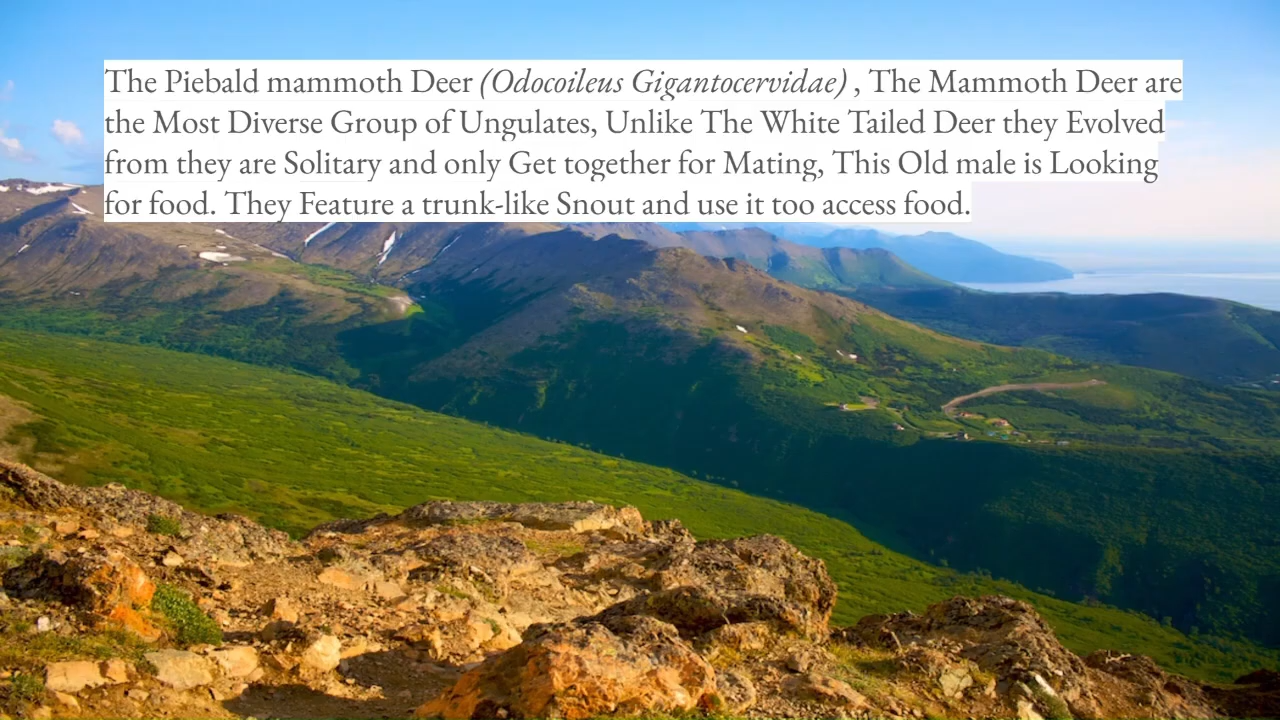 The Piebald mammoth Deer (Odocoileus Gigantocervidae) , The Mammoth Deer are
the Most Diverse Group of Ungulates, Unlike The White Tailed Deer they Evolved
from they are Solitary and only Get together for Mating, This Old male is Looking
for food. They Feature a trunk-like Snout and use it too access food.